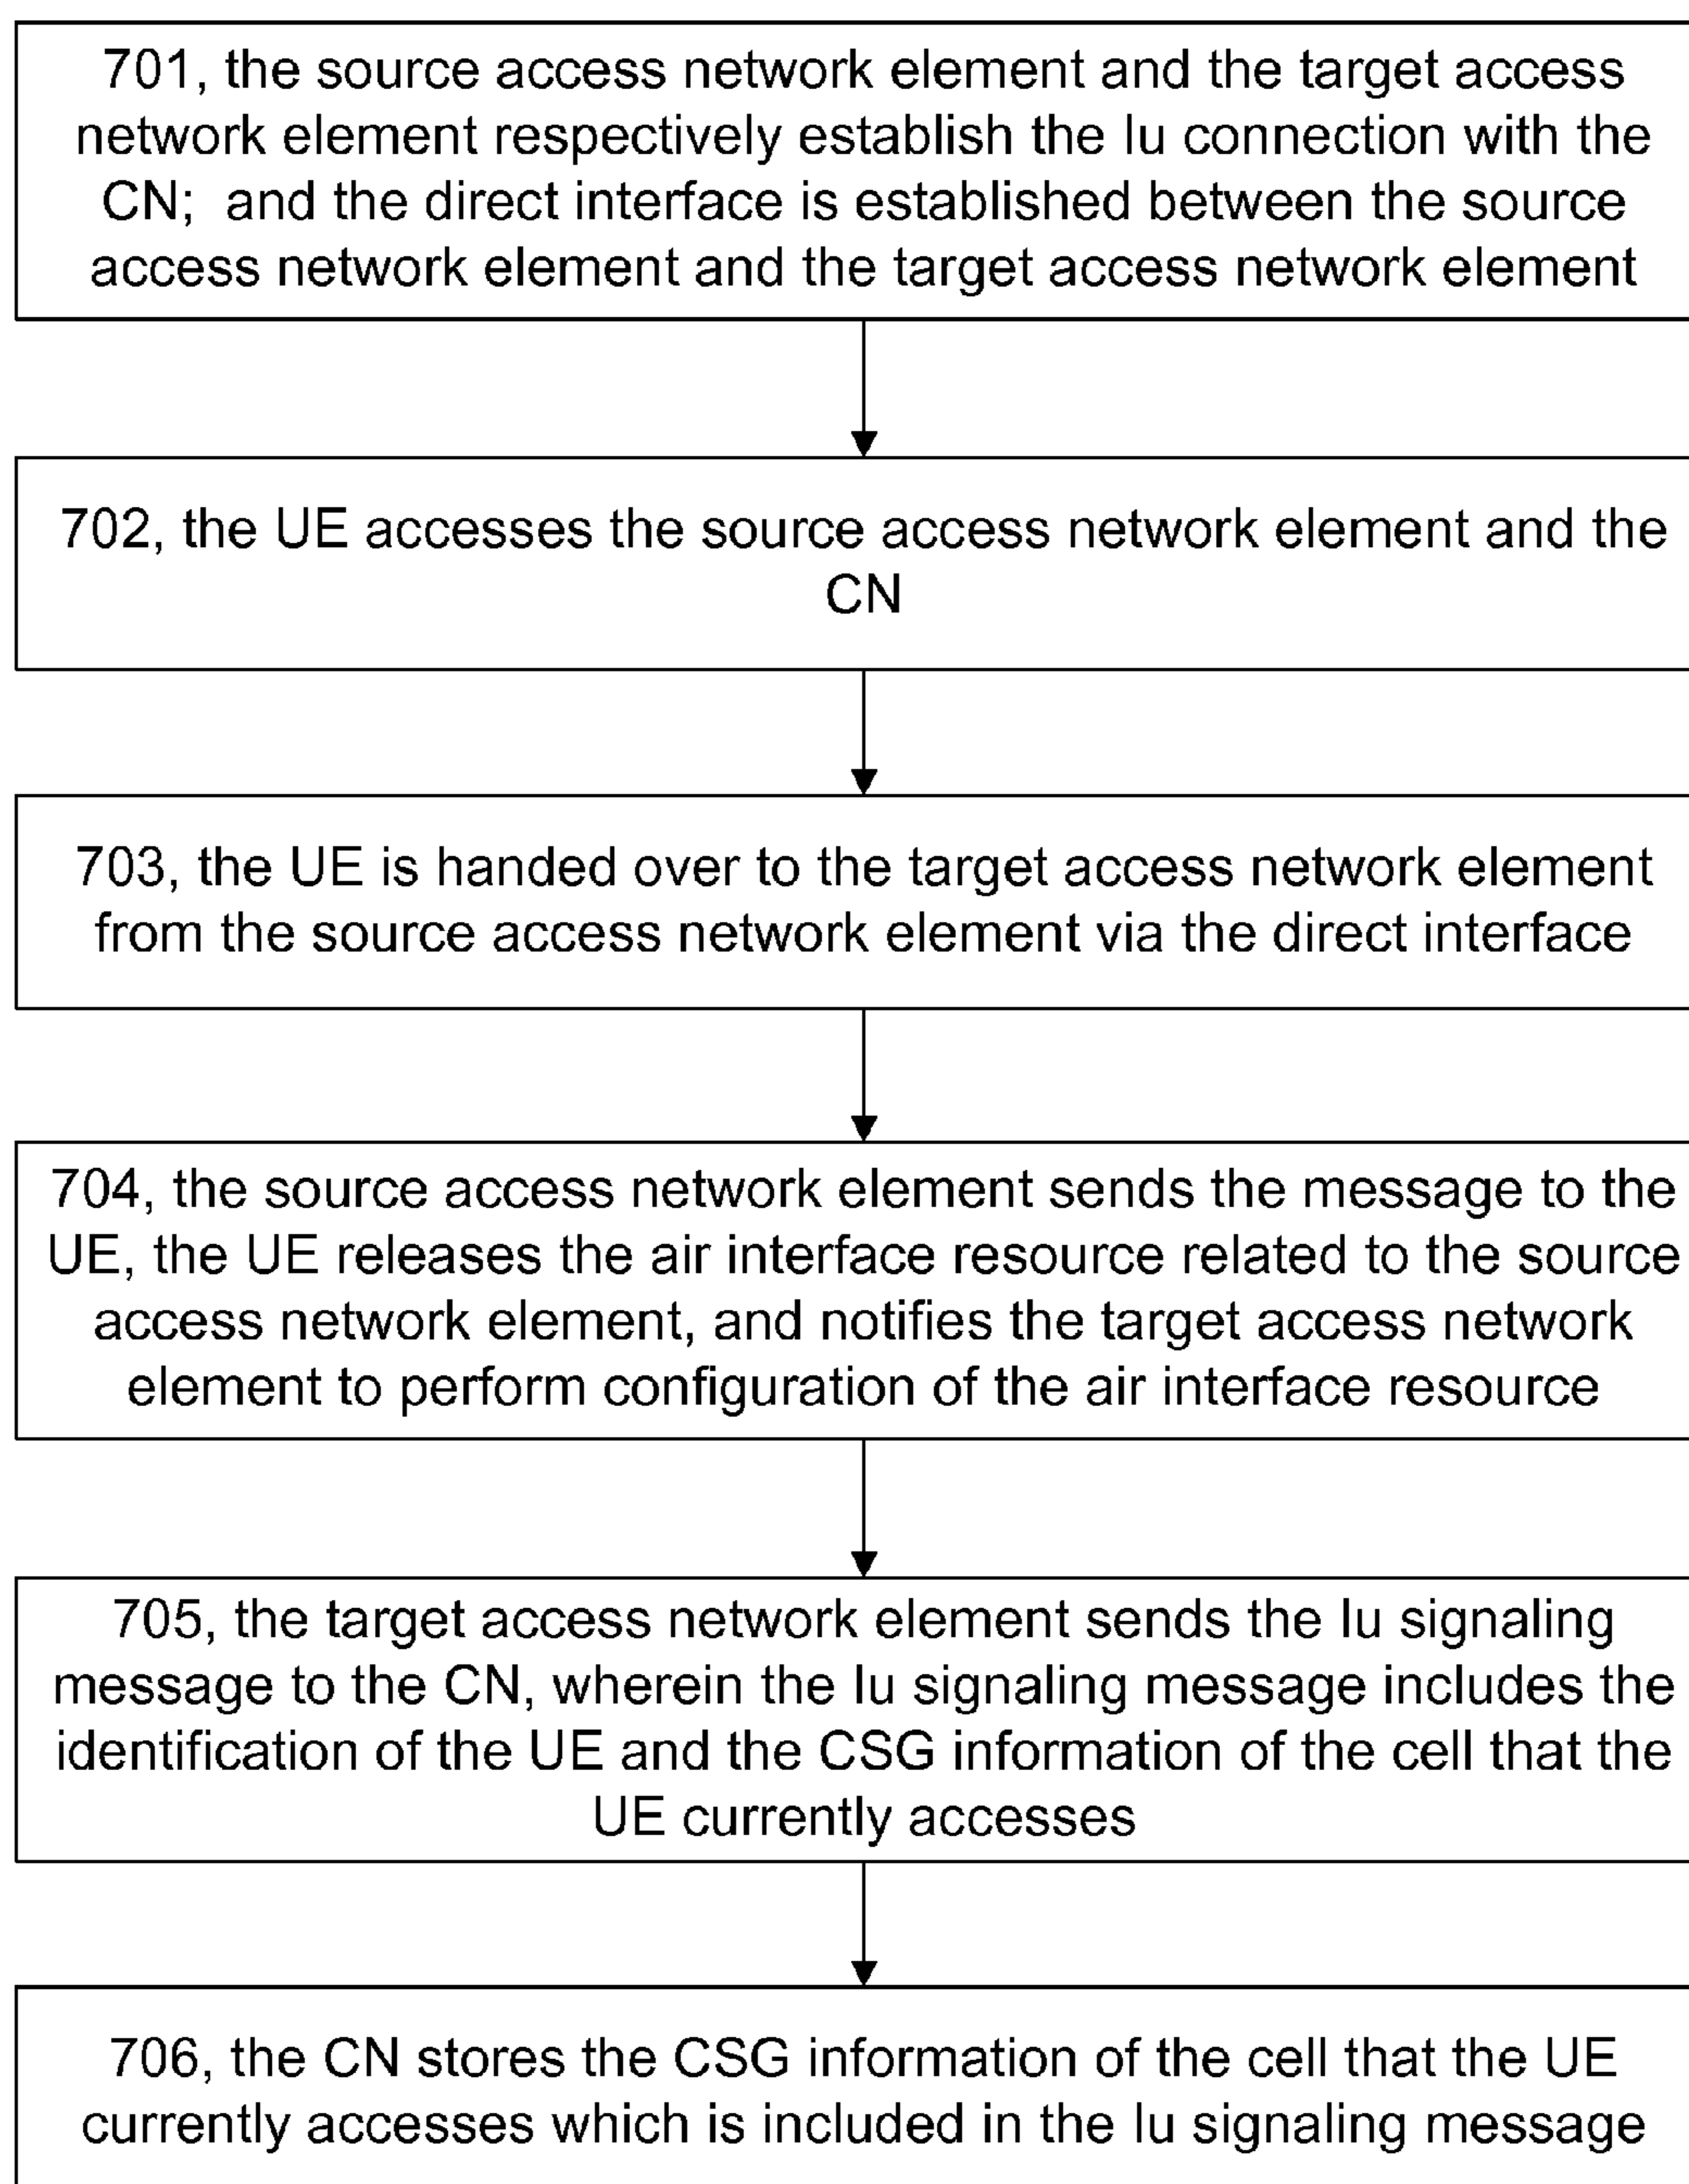 701, the source access network element and the target access
network element respectively establish the Iu connection with the
CN;  and the direct interface is established between the source
access network element and the target access network element
702, the UE accesses the source access network element and the
CN
703, the UE is handed over to the target access network element
from the source access network element via the direct interface
704, the source access network element sends the message to the
UE, the UE releases the air interface resource related to the source
access network element, and notifies the target access network
element to perform configuration of the air interface resource
705, the target access network element sends the Iu signaling
message to the CN, wherein the Iu signaling message includes the
identification of the UE and the CSG information of the cell that the
UE currently accesses
706, the CN stores the CSG information of the cell that the UE
currently accesses which is included in the Iu signaling message